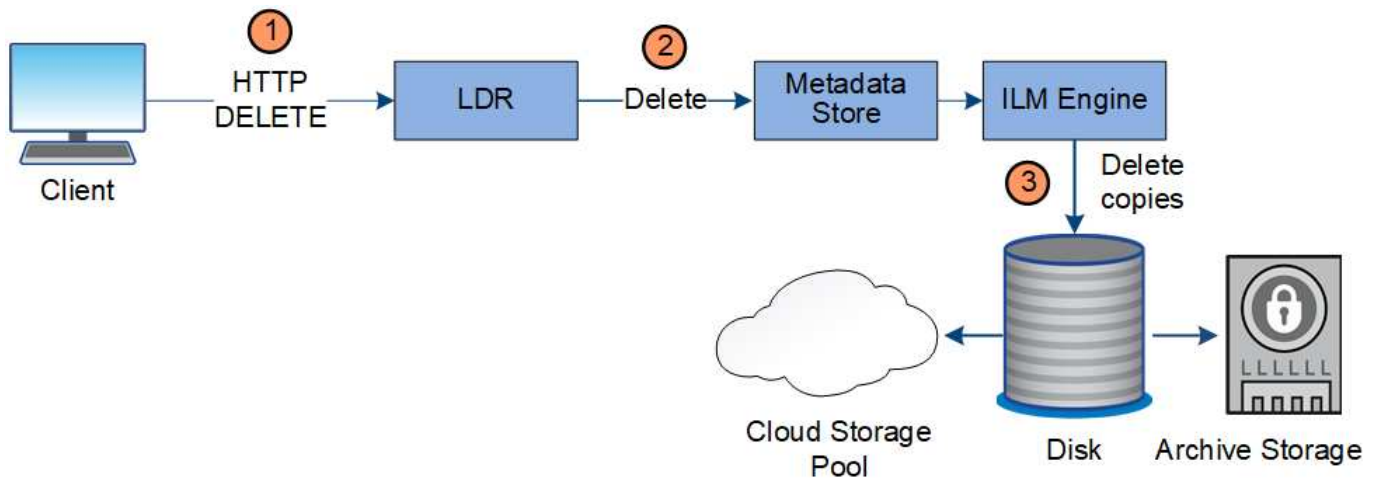 1
HTTP
DELETE
Client
LDR
2
Delete
Metadata
Store
ILM Engine
3
Delete
copies
Cloud Storage
Pool
Disk
LLLLLL
Archive Storage